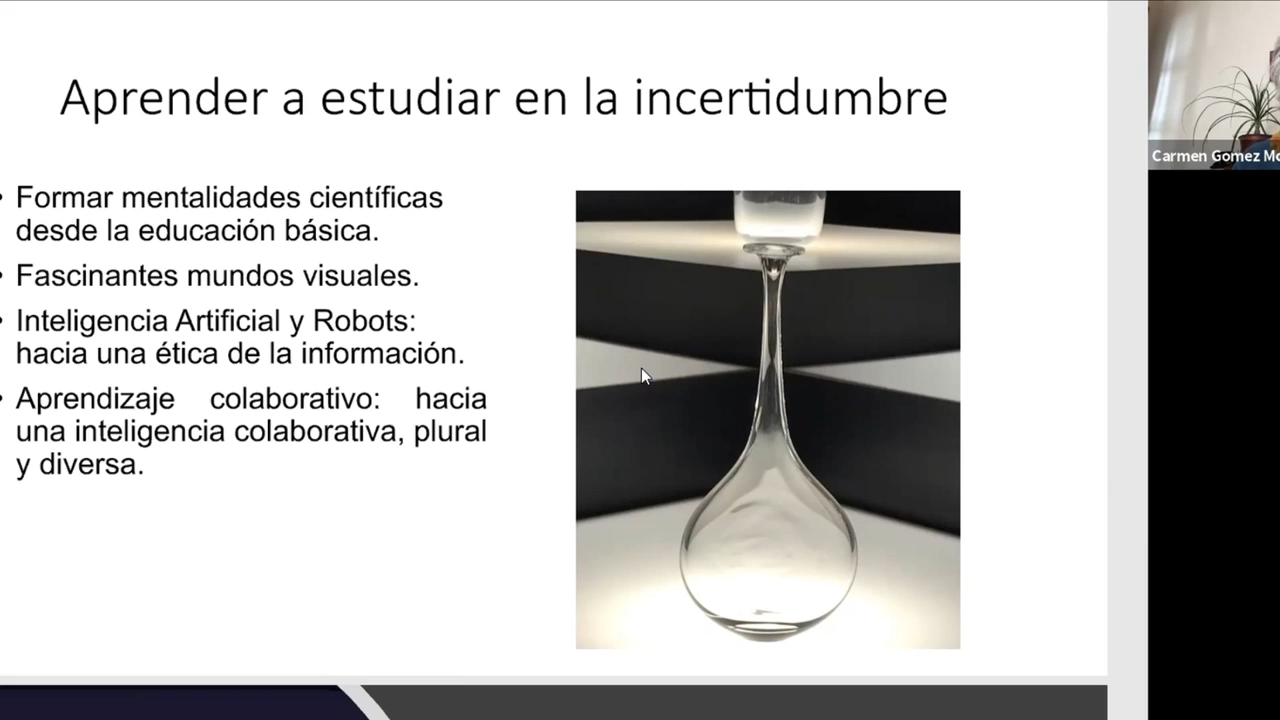 Aprender a estudiar en la incertidumbre
• Formar mentalidades científicas
desde la educación básica.
• Fascinantes mundos visuales.
• Inteligencia Artificial y Robots:
hacia una ética de la información.
• Aprendizaje colaborativo: hacia
una inteligencia colaborativa, plural
y diversa.
Carmen Gomez